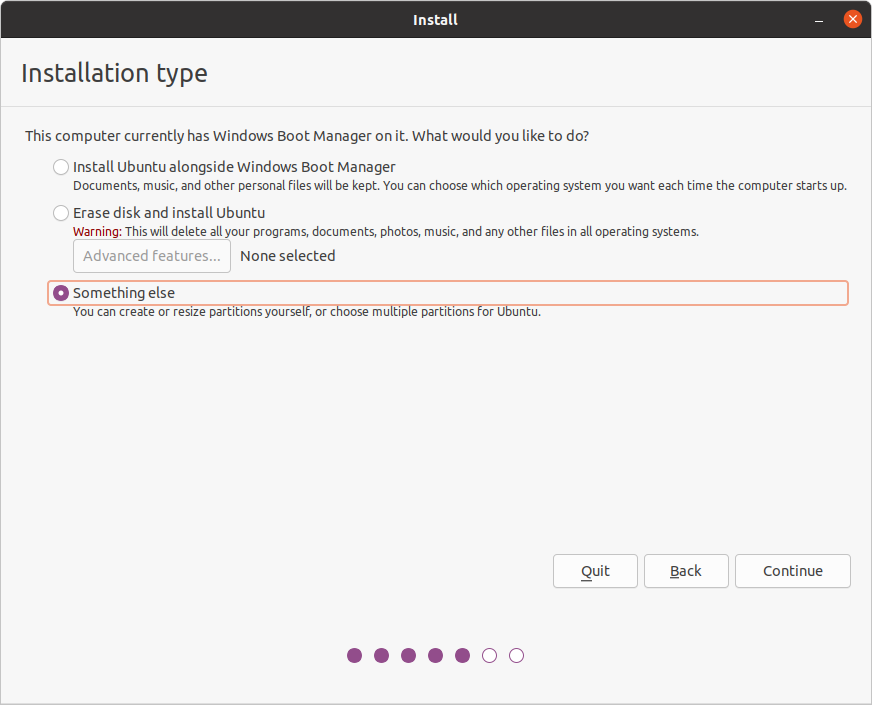 Install
Installation type
This computer currently has Windows Boot Manager on it. What would you like to do?
Install Ubuntu alongside Windows Boot Manager
Documents, music, and other personal files will be kept. You can choose which operating system you want each time the computer starts up.
Erase disk and install Ubuntu
Warning: This will delete all your programs, documents, photos, music, and any other files in all operating systems.
Advanced features... None selected
Something else
You can create or resize partitions yourself, or choose multiple partitions for Ubuntu.
Quit Back Continue